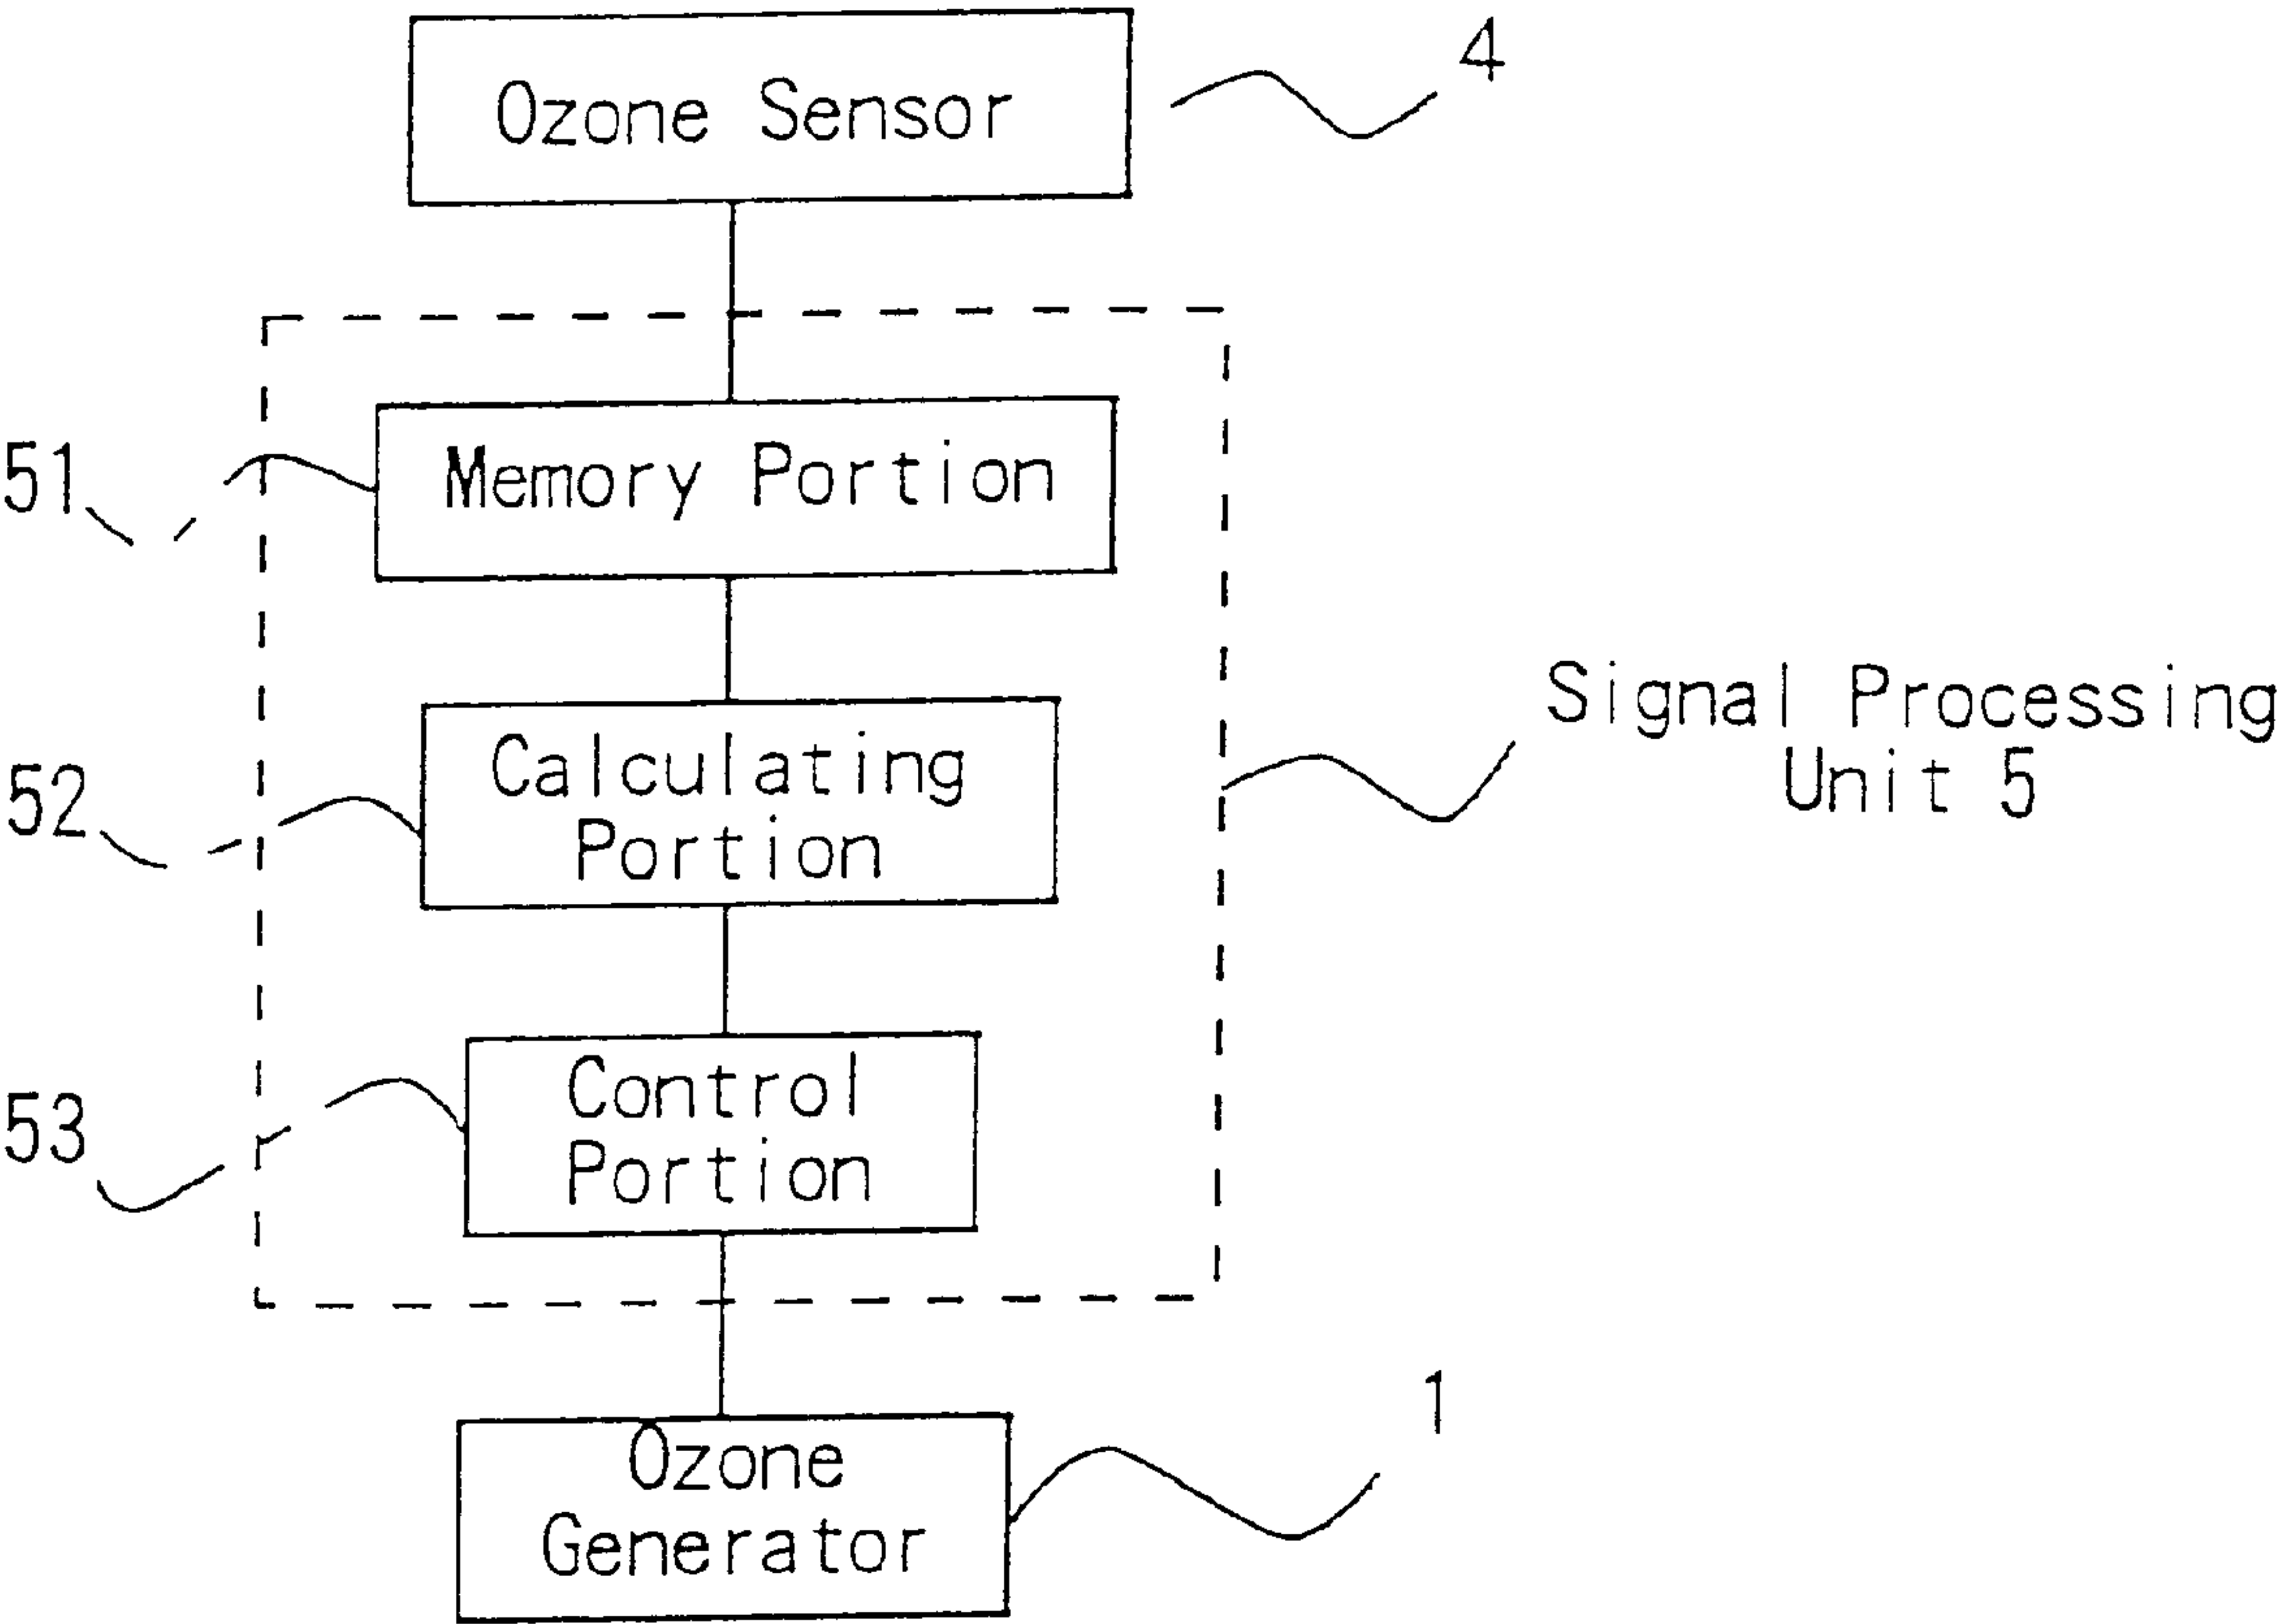 Ozone Sensor
4
51
Memory Portion
Signal Processing
Unit 5
52
Calculating
Portion
53
Control
Portion
1
Ozone
Generator